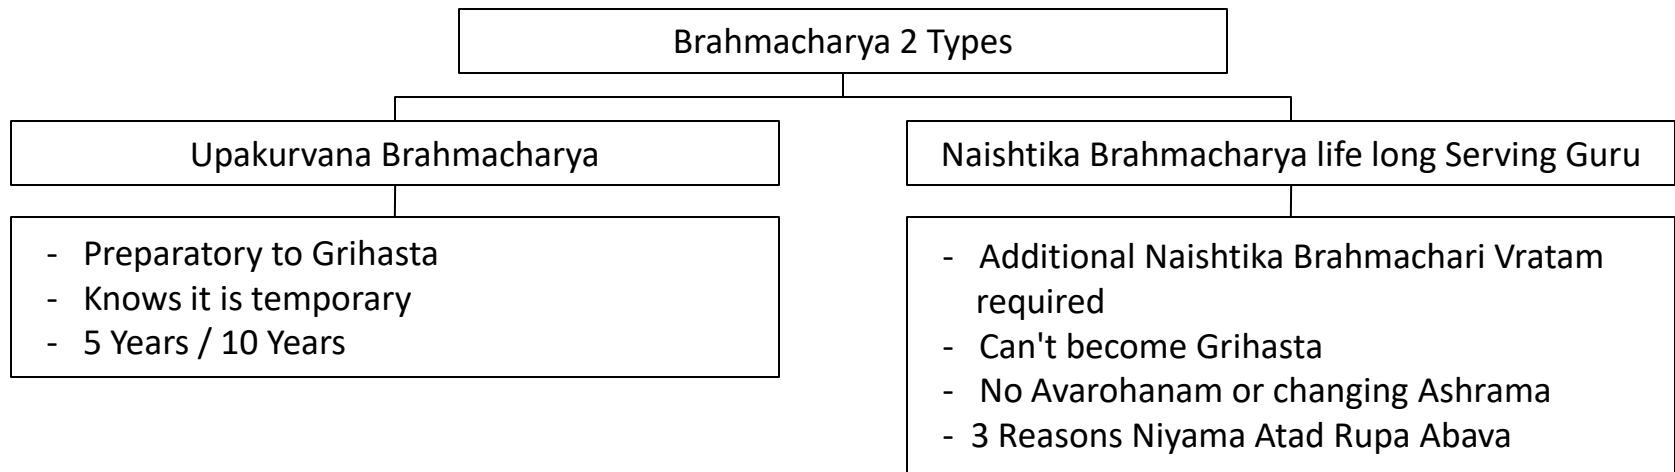 Brahmacharya 2 Types
Upakurvana Brahmacharya
- Preparatory to Grihasta
- Knows it is temporary
- 5 Years / 10 Years
Naishtika Brahmacharya life long Serving Guru
- Additional Naishtika Brahmachari Vratam
required
- Can't become Grihasta
- No Avarohanam or changing Ashrama
- 3 Reasons Niyama Atad Rupa Abava